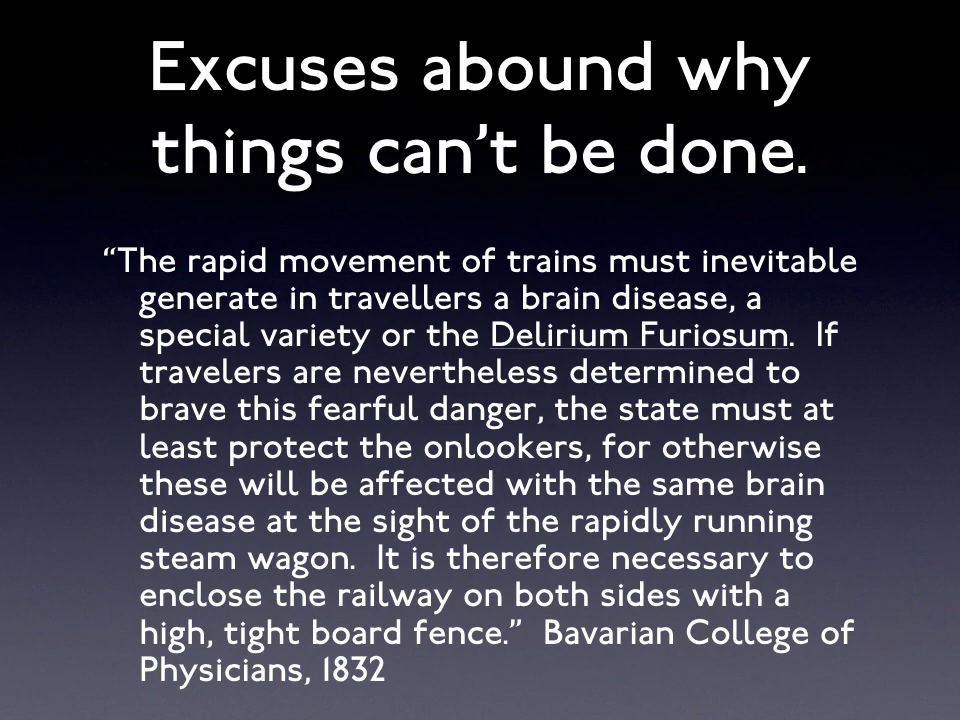 Excuses abound why
things can’t be done.
“The rapid movement of trains must inevitable
generate in travellers a brain disease, a
special variety or the Delirium Furiosum.  If
travelers are nevertheless determined to
brave this fearful danger, the state must at
least protect the onlookers, for otherwise
these will be affected with the same brain
disease at the sight of the rapidly running
steam wagon.  It is therefore necessary to
enclose the railway on both sides with a
high, tight board fence.”  Bavarian College of
Physicians, 1832